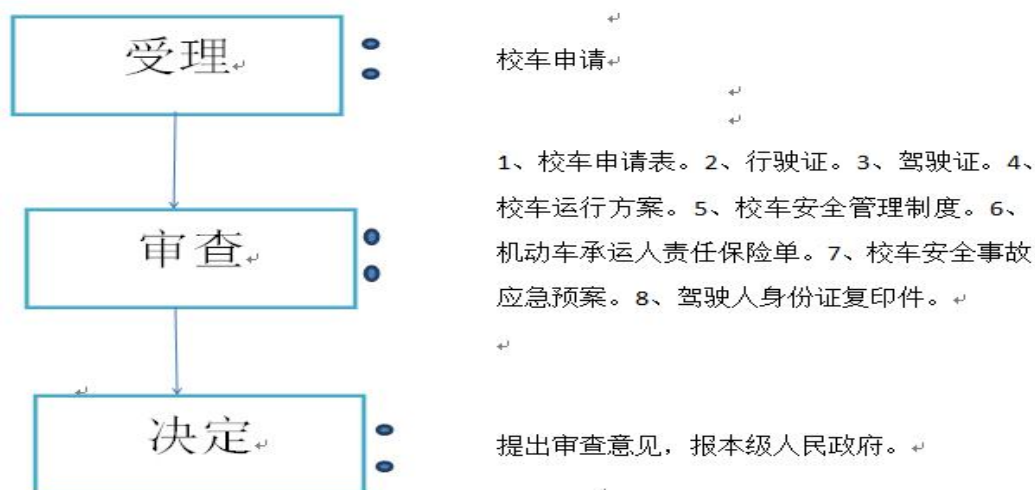 受理
校车申请
1、校车申请表。2、行驶证。3、驾驶证。4、
校车运行方案。5、校车安全管理制度。6、
机动车承运人责任保险单。7、校车安全事故
应急预案。8、驾驶人身份证复印件。
审查
决定
提出审查意见，报本级人民政府。